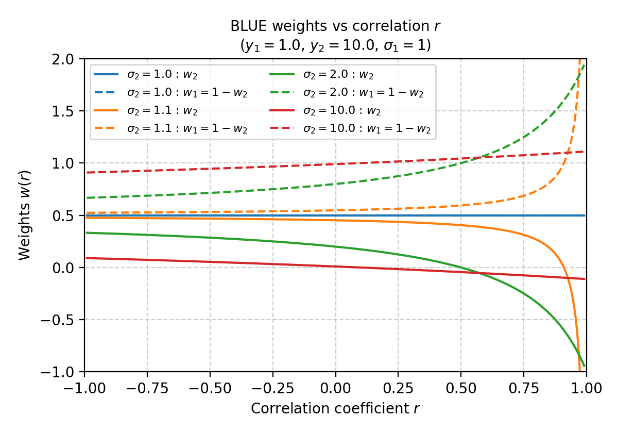 BLUE weights vs correlation r
(y₁ = 1.0, y₂ = 10.0, σ₁ = 1)
σ₂ = 1.0 : w₂
σ₂ = 1.0 : w₁ = 1 − w₂
σ₂ = 1.1 : w₂
σ₂ = 1.1 : w₁ = 1 − w₂
σ₂ = 2.0 : w₂
σ₂ = 2.0 : w₁ = 1 − w₂
σ₂ = 10.0 : w₂
σ₂ = 10.0 : w₁ = 1 − w₂
Weights w(r)
2.0
1.5
1.0
0.5
0.0
−0.5
−1.0
−1.00 −0.75 −0.50 −0.25 0.00 0.25 0.50 0.75 1.00
Correlation coefficient r